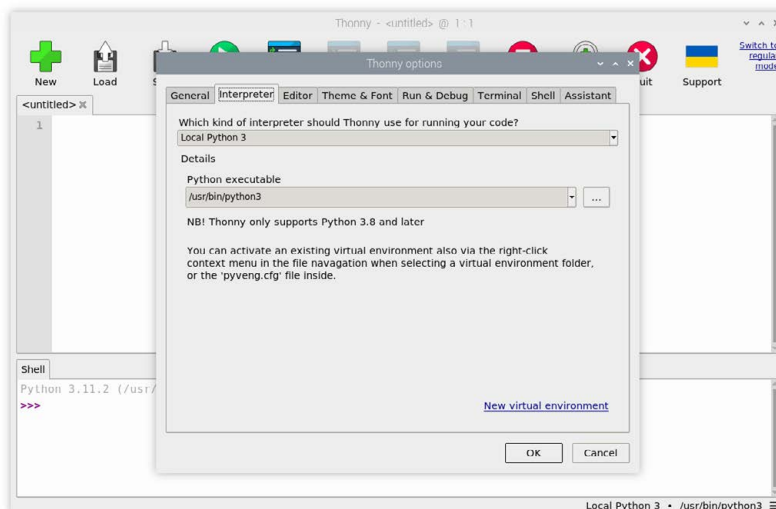 Thonny - <untitled> @ 1:1
Switch to
regular
mode
New
Load
Support
Thonny options
General Interpreter Editor Theme & Font Run & Debug Terminal Shell Assistant
<untitled>
1
Which kind of interpreter should Thonny use for running your code?
Local Python 3
Details
Python executable
/usr/bin/python3
...
NB! Thonny only supports Python 3.8 and later
You can activate an existing virtual environment also via the right-click
context menu in the file navagation when selecting a virtual environment folder,
or the 'pyveng.cfg' file inside.
New virtual environment
OK Cancel
Shell
Python 3.11.2 (/usr/
>>>
Local Python 3 • /usr/bin/python3